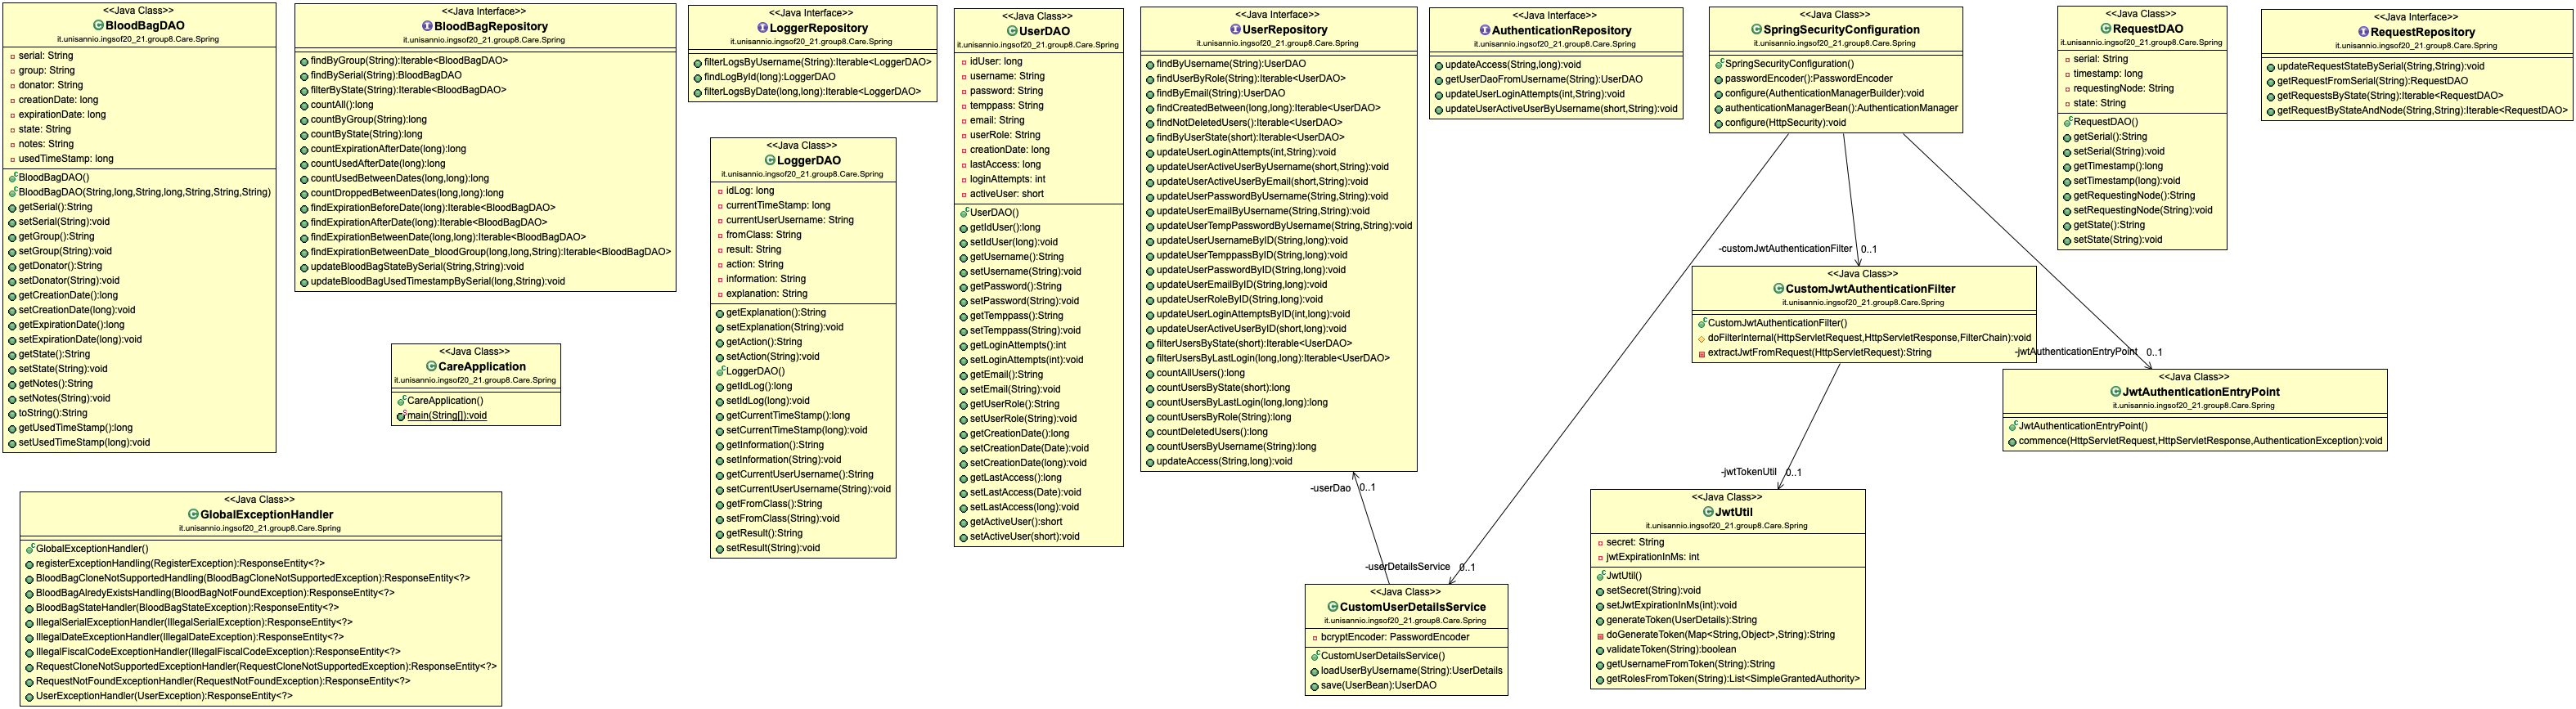 <<Java Class>>
BloodBagDAO
it.unisannio.ingsof20_21.group8.Care.Spring
serial: String
group: String
donator: String
creationDate: long
expirationDate: long
state: String
notes: String
usedTimeStamp: long
BloodBagDAO()
BloodBagDAO(String,long,String,long,String,String,String)
getSerial():String
setSerial(String):void
getGroup():String
setGroup(String):void
getDonator():String
setDonator(String):void
getCreationDate():long
setCreationDate(long):void
getExpirationDate():long
setExpirationDate(long):void
getState():String
setState(String):void
getNotes():String
setNotes(String):void
toString():String
getUsedTimeStamp():long
setUsedTimeStamp(long):void
<<Java Interface>>
BloodBagRepository
it.unisannio.ingsof20_21.group8.Care.Spring
findByGroup(String):Iterable<BloodBagDAO>
findBySerial(String):BloodBagDAO
filterByState(String):Iterable<BloodBagDAO>
countAll():long
countByGroup(String):long
countByState(String):long
countExpirationAfterDate(long):long
countUsedAfterDate(long):long
countUsedBetweenDates(long,long):long
countDroppedBetweenDates(long,long):long
findExpirationBeforeDate(long):Iterable<BloodBagDAO>
findExpirationAfterDate(long):Iterable<BloodBagDAO>
findExpirationBetweenDate(long,long):Iterable<BloodBagDAO>
findExpirationBetweenDate_bloodGroup(long,long,String):Iterable<BloodBagDAO>
updateBloodBagStateBySerial(String,String):void
updateBloodBagUsedTimestampBySerial(long,String):void
<<Java Interface>>
LoggerRepository
it.unisannio.ingsof20_21.group8.Care.Spring
filterLogsByUsername(String):Iterable<LoggerDAO>
findLogById(long):LoggerDAO
filterLogsByDate(long,long):Iterable<LoggerDAO>
<<Java Class>>
LoggerDAO
it.unisannio.ingsof20_21.group8.Care.Spring
idLog: long
currentTimeStamp: long
currentUserUsername: String
fromClass: String
result: String
action: String
information: String
explanation: String
getExplanation():String
setExplanation(String):void
getAction():String
setAction(String):void
LoggerDAO()
getIdLog():long
setIdLog(long):void
getCurrentTimeStamp():long
setCurrentTimeStamp(long):void
getInformation():String
setInformation(String):void
getCurrentUserUsername():String
setCurrentUserUsername(String):void
getFromClass():String
setFromClass(String):void
getResult():String
setResult(String):void
<<Java Class>>
UserDAO
it.unisannio.ingsof20_21.group8.Care.Spring
idUser: long
username: String
password: String
temppass: String
email: String
userRole: String
creationDate: long
lastAccess: long
loginAttempts: int
activeUser: short
UserDAO()
getIdUser():long
setIdUser(long):void
getUsername():String
setUsername(String):void
getPassword():String
setPassword(String):void
getTemppass():String
setTemppass(String):void
getLoginAttempts():int
setLoginAttempts(int):void
getEmail():String
setEmail(String):void
getUserRole():String
setUserRole(String):void
getCreationDate():long
setCreationDate(Date):void
setCreationDate(long):void
getLastAccess():long
setLastAccess(Date):void
setLastAccess(long):void
getActiveUser():short
setActiveUser(short):void
<<Java Interface>>
UserRepository
it.unisannio.ingsof20_21.group8.Care.Spring
findByUsername(String):UserDAO
findUserByRole(String):Iterable<UserDAO>
findByEmail(String):UserDAO
findCreatedBetween(long,long):Iterable<UserDAO>
findNotDeletedUsers():Iterable<UserDAO>
findByUserState(short):Iterable<UserDAO>
updateUserLoginAttempts(int,String):void
updateUserActiveUserByUsername(short,String):void
updateUserActiveUserByEmail(short,String):void
updateUserPasswordByUsername(String,String):void
updateUserEmailByUsername(String,String):void
updateUserTempPasswordByUsername(String,String):void
updateUserUsernameByID(String,long):void
updateUserTemppassByID(String,long):void
updateUserPasswordByID(String,long):void
updateUserEmailByID(String,long):void
updateUserRoleByID(String,long):void
updateUserLoginAttemptsByID(int,long):void
updateUserActiveUserByID(short,long):void
filterUsersByState(short):Iterable<UserDAO>
filterUsersByLastLogin(long,long):Iterable<UserDAO>
countAllUsers():long
countUsersByState(short):long
countUsersByLastLogin(long,long):long
countUsersByRole(String):long
countDeletedUsers():long
countUsersByUsername(String):long
updateAccess(String,long):void
<<Java Interface>>
AuthenticationRepository
it.unisannio.ingsof20_21.group8.Care.Spring
updateAccess(String,long):void
getUserDaoFromUsername(String):UserDAO
updateUserLoginAttempts(int,String):void
updateUserActiveUserByUsername(short,String):void
<<Java Class>>
SpringSecurityConfiguration
it.unisannio.ingsof20_21.group8.Care.Spring
SpringSecurityConfiguration()
passwordEncoder():PasswordEncoder
configure(AuthenticationManagerBuilder):void
authenticationManagerBean():AuthenticationManager
configure(HttpSecurity):void
<<Java Class>>
RequestDAO
it.unisannio.ingsof20_21.group8.Care.Spring
serial: String
timestamp: long
requestingNode: String
state: String
RequestDAO()
getSerial():String
setSerial(String):void
getTimestamp():long
setTimestamp(long):void
getRequestingNode():String
setRequestingNode(String):void
getState():String
setState(String):void
<<Java Interface>>
RequestRepository
it.unisannio.ingsof20_21.group8.Care.Spring
updateRequestStateBySerial(String,String):void
getRequestFromSerial(String):RequestDAO
getRequestsByState(String):Iterable<RequestDAO>
getRequestByStateAndNode(String,String):Iterable<RequestDAO>
-customJwtAuthenticationFilter 0..1
<<Java Class>>
CustomJwtAuthenticationFilter
it.unisannio.ingsof20_21.group8.Care.Spring
CustomJwtAuthenticationFilter()
doFilterInternal(HttpServletRequest,HttpServletResponse,FilterChain):void
extractJwtFromRequest(HttpServletRequest):String
-jwtAuthenticationEntryPoint 0..1
<<Java Class>>
JwtAuthenticationEntryPoint
it.unisannio.ingsof20_21.group8.Care.Spring
JwtAuthenticationEntryPoint()
commence(HttpServletRequest,HttpServletResponse,AuthenticationException):void
<<Java Class>>
CareApplication
it.unisannio.ingsof20_21.group8.Care.Spring
CareApplication()
main(String[]):void
<<Java Class>>
GlobalExceptionHandler
it.unisannio.ingsof20_21.group8.Care.Spring
GlobalExceptionHandler()
registerExceptionHandling(RegisterException):ResponseEntity<?>
BloodBagCloneNotSupportedHandling(BloodBagCloneNotSupportedException):ResponseEntity<?>
BloodBagAlredyExistsHandling(BloodBagNotFoundException):ResponseEntity<?>
BloodBagStateHandler(BloodBagStateException):ResponseEntity<?>
IllegalSerialExceptionHandler(IllegalSerialException):ResponseEntity<?>
IllegalDateExceptionHandler(IllegalDateException):ResponseEntity<?>
IllegalFiscalCodeExceptionHandler(IllegalFiscalCodeException):ResponseEntity<?>
RequestCloneNotSupportedExceptionHandler(RequestCloneNotSupportedException):ResponseEntity<?>
RequestNotFoundExceptionHandler(RequestNotFoundException):ResponseEntity<?>
UserExceptionHandler(UserException):ResponseEntity<?>
-userDao 0..1
-userDetailsService 0..1
<<Java Class>>
CustomUserDetailsService
it.unisannio.ingsof20_21.group8.Care.Spring
bcryptEncoder: PasswordEncoder
CustomUserDetailsService()
loadUserByUsername(String):UserDetails
save(UserBean):UserDAO
-jwtTokenUtil 0..1
<<Java Class>>
JwtUtil
it.unisannio.ingsof20_21.group8.Care.Spring
secret: String
jwtExpirationInMs: int
JwtUtil()
setSecret(String):void
setJwtExpirationInMs(int):void
generateToken(UserDetails):String
doGenerateToken(Map<String,Object>,String):String
validateToken(String):boolean
getUsernameFromToken(String):String
getRolesFromToken(String):List<SimpleGrantedAuthority>